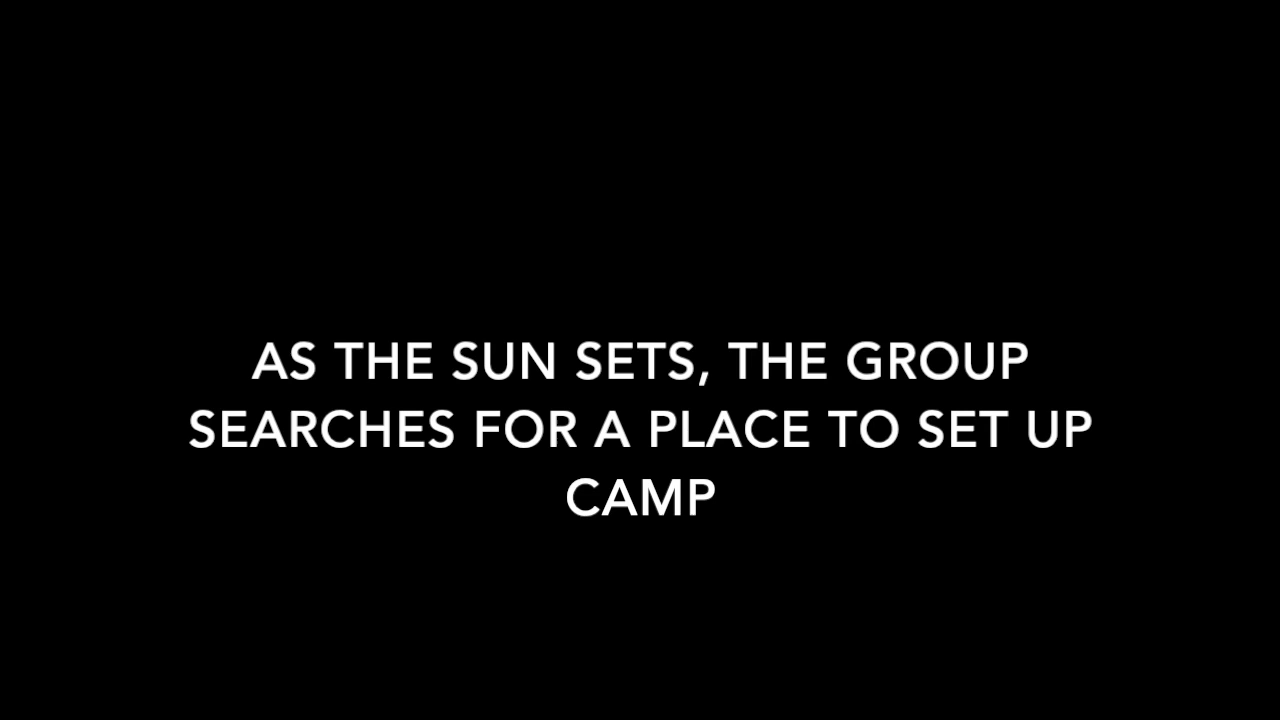 AS THE SUN SETS, THE GROUP
SEARCHES FOR A PLACE TO SET UP
CAMP